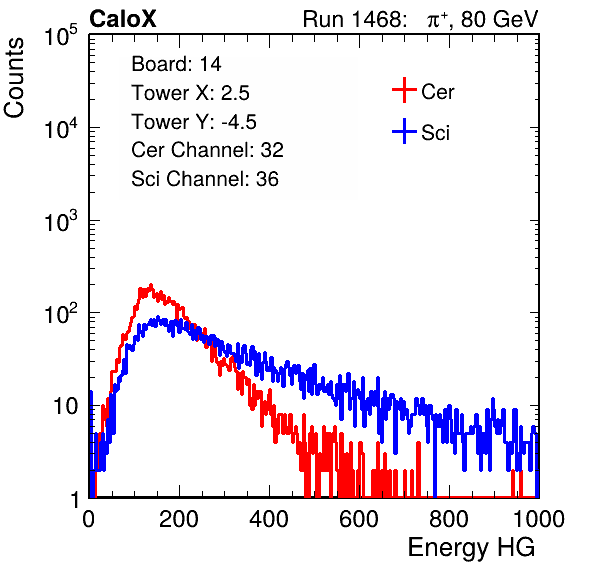 CaloX Run 1468: π⁺, 80 GeV
Counts
Board: 14
Tower X: 2.5
Tower Y: -4.5
Cer Channel: 32
Sci Channel: 36
Cer
Sci
10⁵
10⁴
10³
10²
10
1
0 200 400 600 800 1000
Energy HG